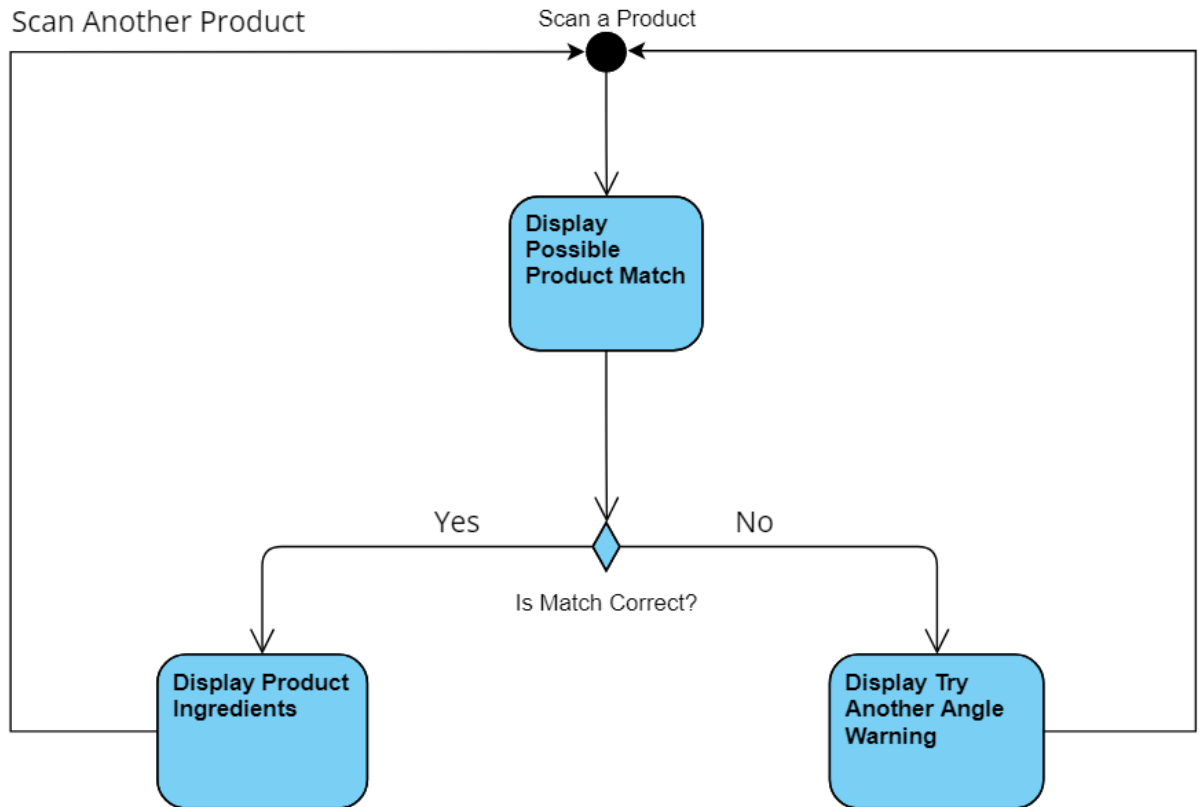 Scan Another Product
Scan a Product
Display
Possible
Product Match
Yes
No
Is Match Correct?
Display Product
Ingredients
Display Try
Another Angle
Warning